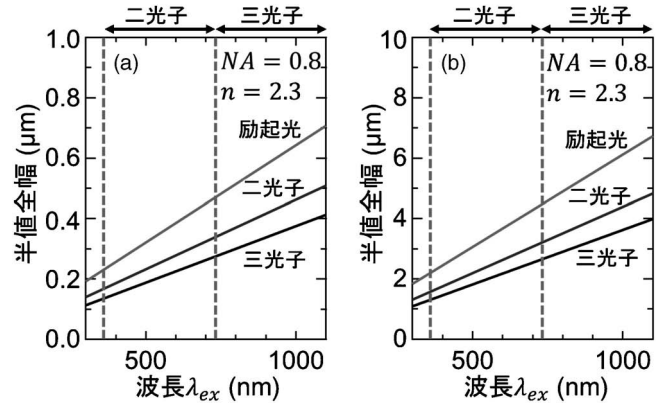 二光子 三光子
(a) NA = 0.8
n = 2.3
励起光
二光子
三光子
半値全幅 (μm)
1.0
0.8
0.6
0.4
0.2
0.0
500 1000
波長λex (nm)
二光子 三光子
(b) NA = 0.8
n = 2.3
励起光
二光子
三光子
半値全幅 (μm)
10
8
6
4
2
0
500 1000
波長λex (nm)